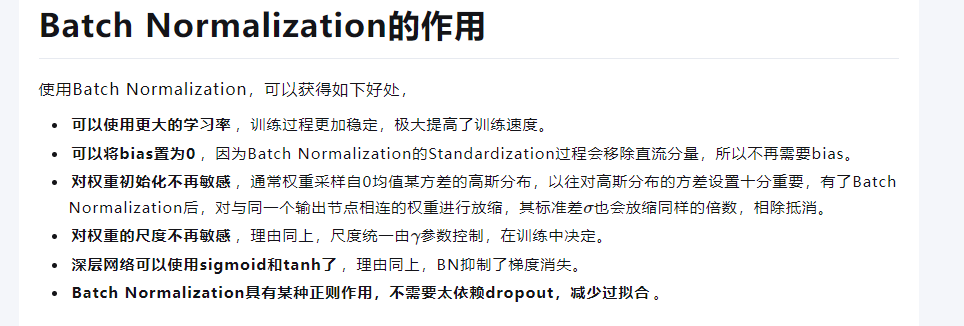 Batch Normalization的作用
使用Batch Normalization，可以获得如下好处，
• 可以使用更大的学习率，训练过程更加稳定，极大提高了训练速度。
• 可以将bias置为0，因为Batch Normalization的Standardization过程会移除直流分量，所以不再需要bias。
• 对权重初始化不再敏感，通常权重采样自0均值某方差的高斯分布，以往对高斯分布的方差设置十分重要，有了Batch
Normalization后，对与同一个输出节点相连的权重进行放缩，其标准差σ也会放缩同样的倍数，相除抵消。
• 对权重的尺度不再敏感，理由同上，尺度统一由γ参数控制，在训练中决定。
• 深层网络可以使用sigmoid和tanh了，理由同上，BN抑制了梯度消失。
• Batch Normalization具有某种正则作用，不需要太依赖dropout，减少过拟合。